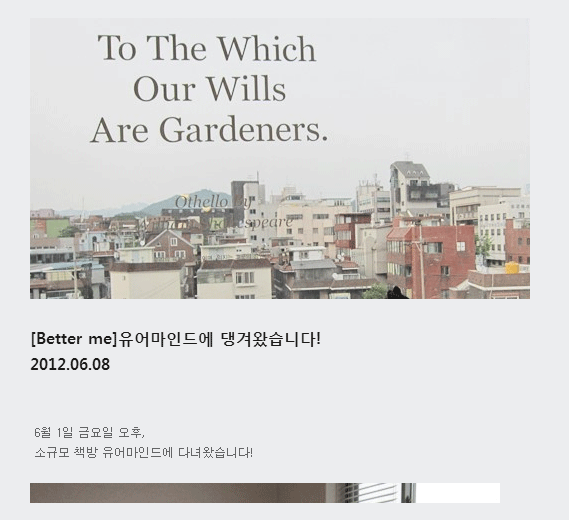 To The Which
Our Wills
Are Gardeners.
Othello by
William Shakespeare
[Better me]유어마인드에 댕겨왔습니다!
2012.06.08
6월 1일 금요일 오후,
소규모 책방 유어마인드에 다녀왔습니다!